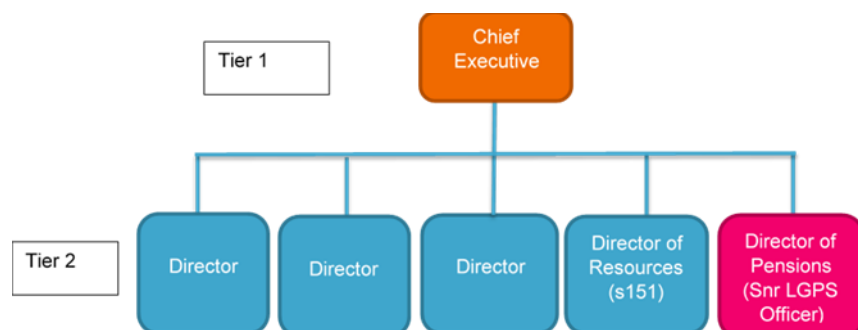 Tier 1
Chief
Executive
Tier 2
Director
Director
Director
Director of
Resources
(s151)
Director of
Pensions
(Snr LGPS
Officer)